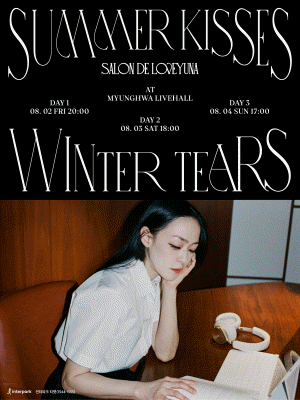 SUMMER KISSES
SALON DE LOVEYUNA
AT
MYUNGHWA LIVEHALL
DAY 1
08. 02 FRI 20:00
DAY 3
08. 04 SUN 17:00
DAY 2
08. 03 SAT 18:00
WINTER TEARS
interpark